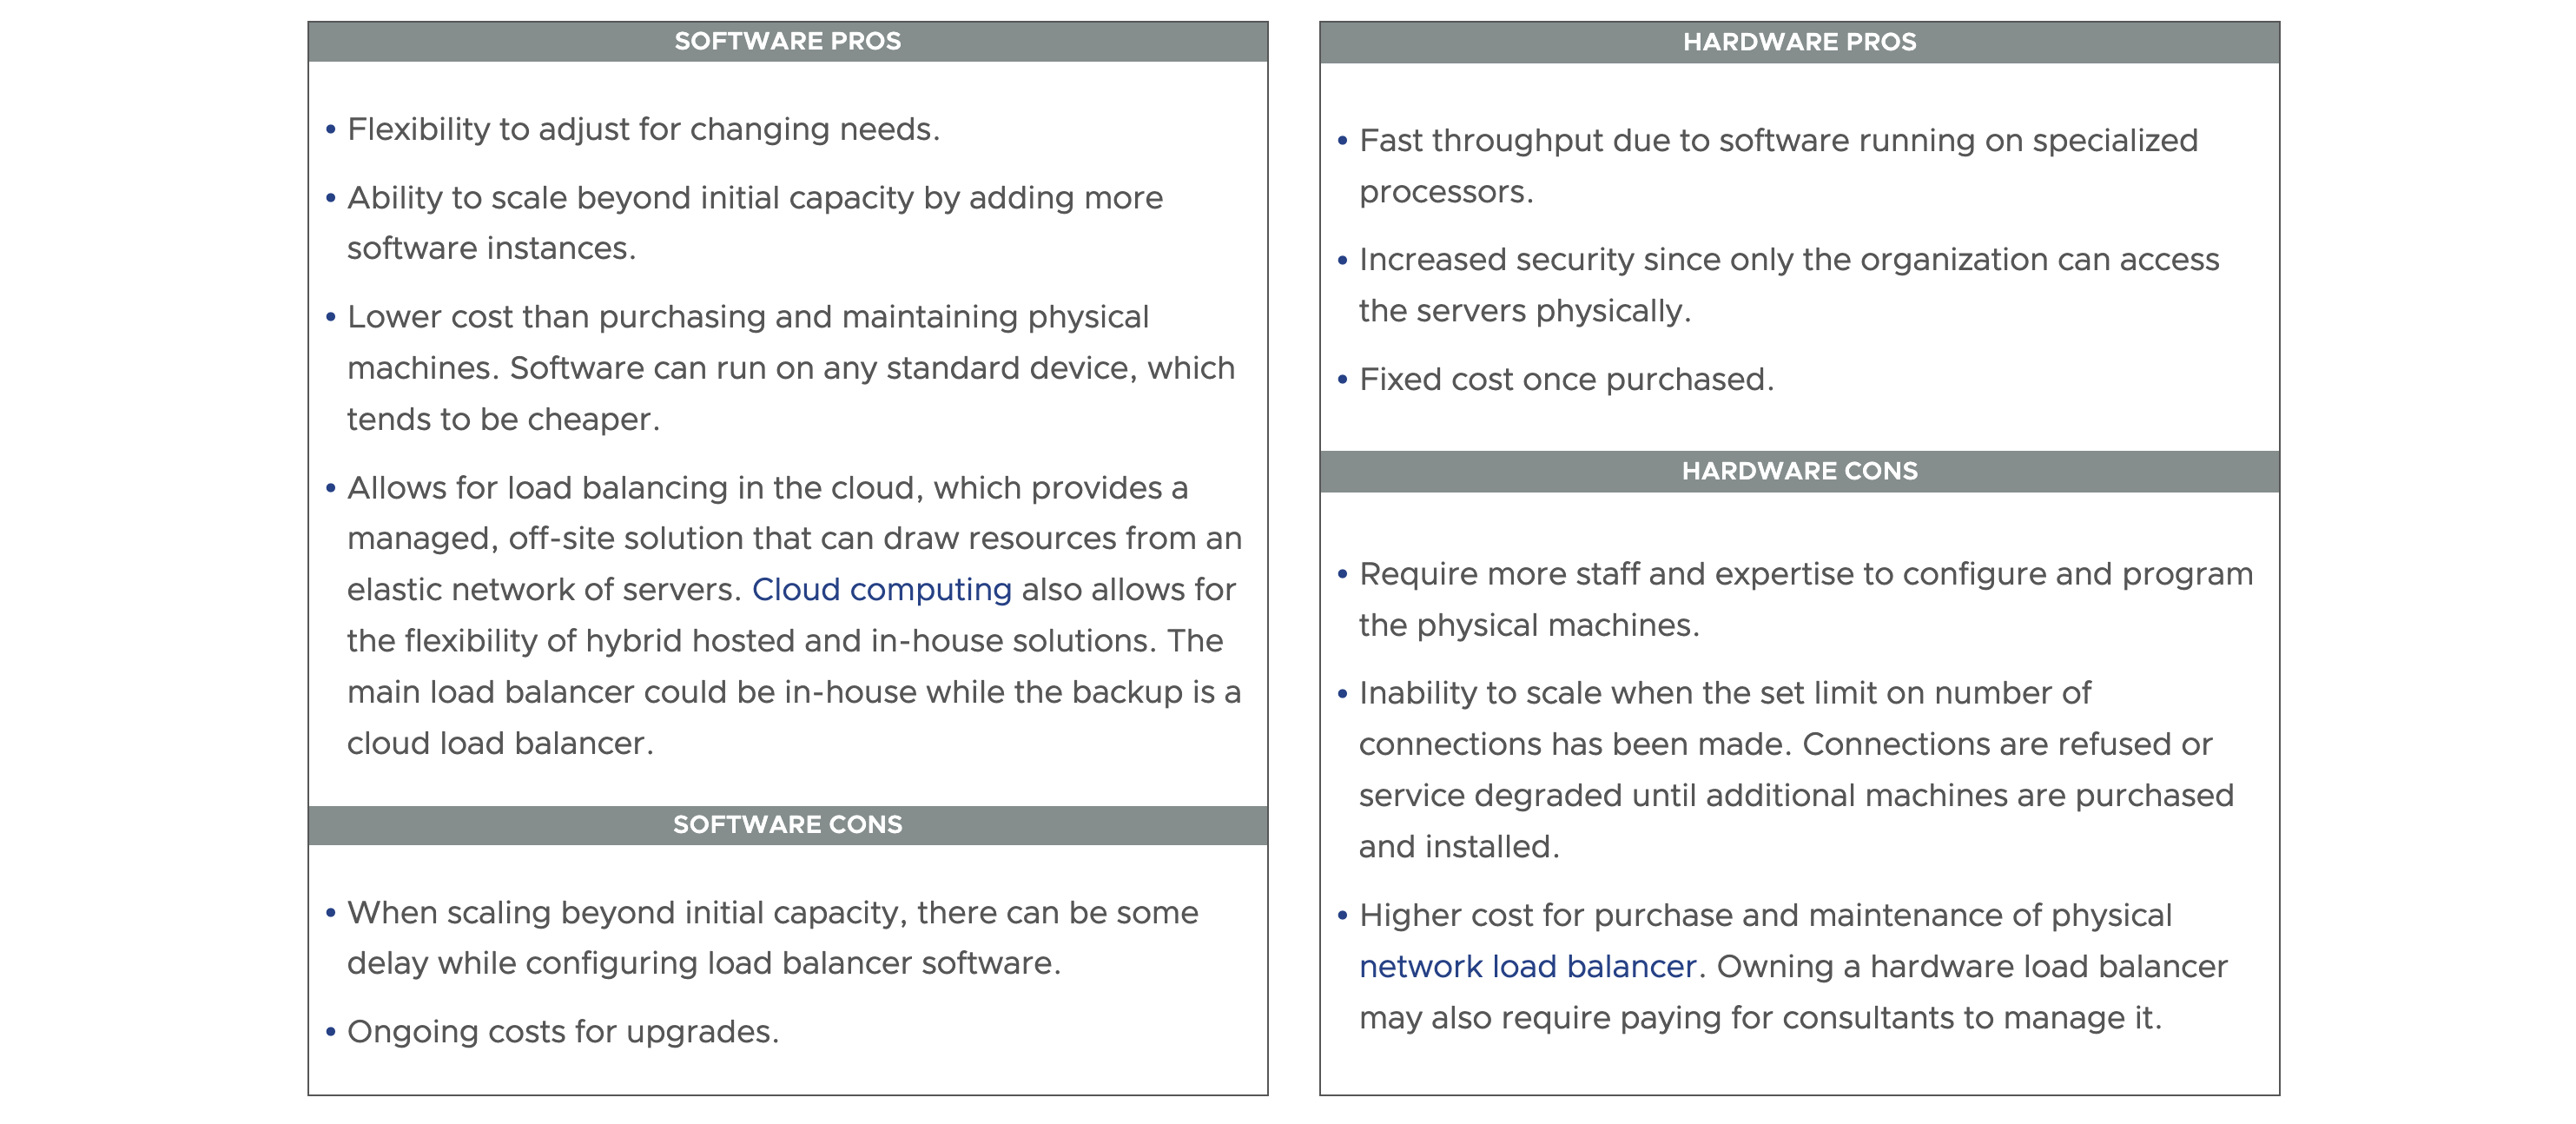 SOFTWARE PROS
• Flexibility to adjust for changing needs.
• Ability to scale beyond initial capacity by adding more
software instances.
• Lower cost than purchasing and maintaining physical
machines. Software can run on any standard device, which
tends to be cheaper.
• Allows for load balancing in the cloud, which provides a
managed, off-site solution that can draw resources from an
elastic network of servers. Cloud computing also allows for
the flexibility of hybrid hosted and in-house solutions. The
main load balancer could be in-house while the backup is a
cloud load balancer.
SOFTWARE CONS
• When scaling beyond initial capacity, there can be some
delay while configuring load balancer software.
• Ongoing costs for upgrades.
HARDWARE PROS
• Fast throughput due to software running on specialized
processors.
• Increased security since only the organization can access
the servers physically.
• Fixed cost once purchased.
HARDWARE CONS
• Require more staff and expertise to configure and program
the physical machines.
• Inability to scale when the set limit on number of
connections has been made. Connections are refused or
service degraded until additional machines are purchased
and installed.
• Higher cost for purchase and maintenance of physical
network load balancer. Owning a hardware load balancer
may also require paying for consultants to manage it.